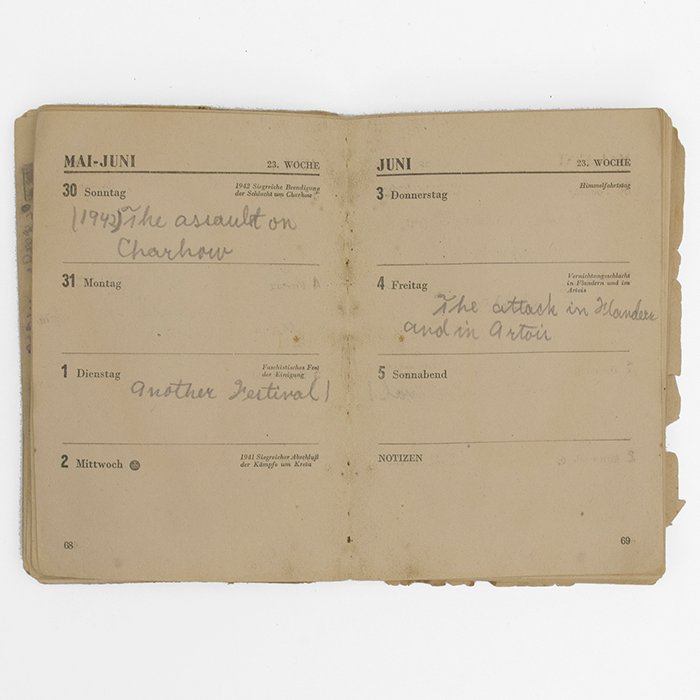 MAI-JUNI 23. WOCHE
30 Sonntag
1942 Siegreiche Beendigung
der Schlacht um Charkow
(1942) The assault on
Charhow
31 Montag
1 Dienstag
Faschistisches Fest
der Einigung
Another Festival!
2 Mittwoch
1941 Siegreicher Abschluß
der Kämpfe um Kreta
68
JUNI 23. WOCHE
3 Donnerstag
Himmelfahrtstag
4 Freitag
Vernichtungsschlacht
in Flandern und im
Artois
The attack in Flandern
and in Artois
5 Sonnabend
NOTIZEN
69